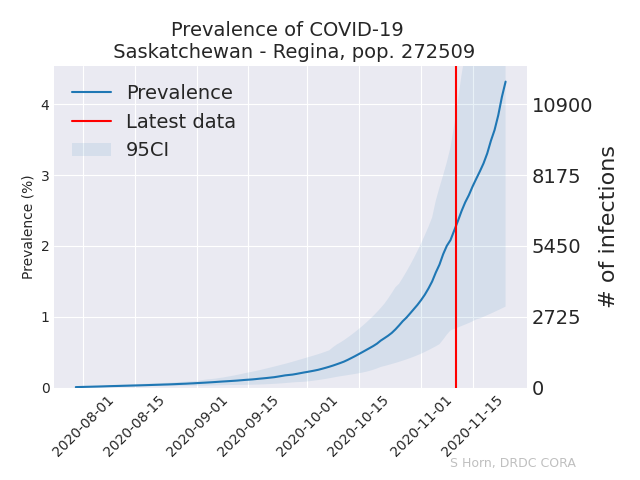 Prevalence of COVID-19
Saskatchewan - Regina, pop. 272509
Prevalence
Latest data
95CI
Prevalence (%)
4
3
2
1
0
10900
8175
5450
2725
0
# of infections
2020-08-01
2020-08-15
2020-09-01
2020-09-15
2020-10-01
2020-10-15
2020-11-01
2020-11-15
S Horn, DRDC CORA